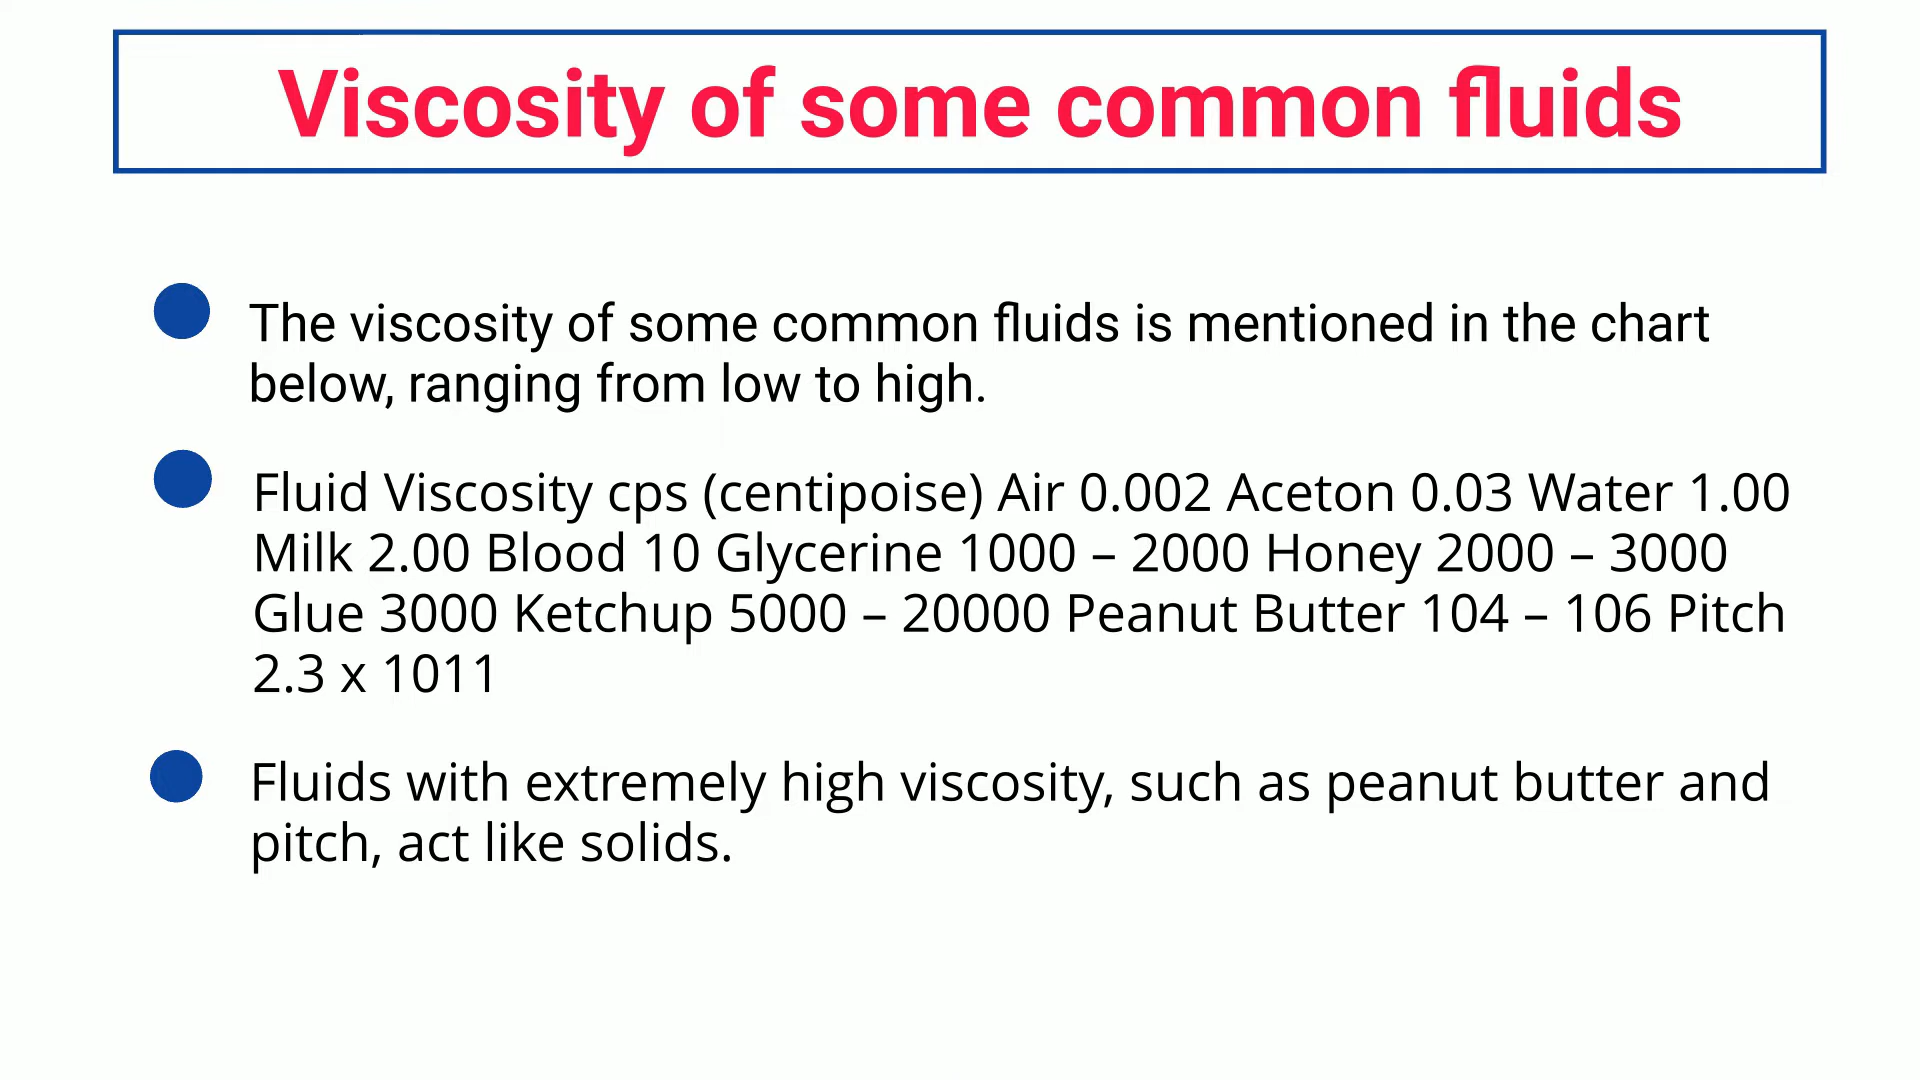 Viscosity of some common fluids
The viscosity of some common fluids is mentioned in the chart
below, ranging from low to high.
Fluid Viscosity cps (centipoise) Air 0.002 Aceton 0.03 Water 1.00
Milk 2.00 Blood 10 Glycerine 1000 – 2000 Honey 2000 – 3000
Glue 3000 Ketchup 5000 – 20000 Peanut Butter 104 – 106 Pitch
2.3 x 1011
Fluids with extremely high viscosity, such as peanut butter and
pitch, act like solids.